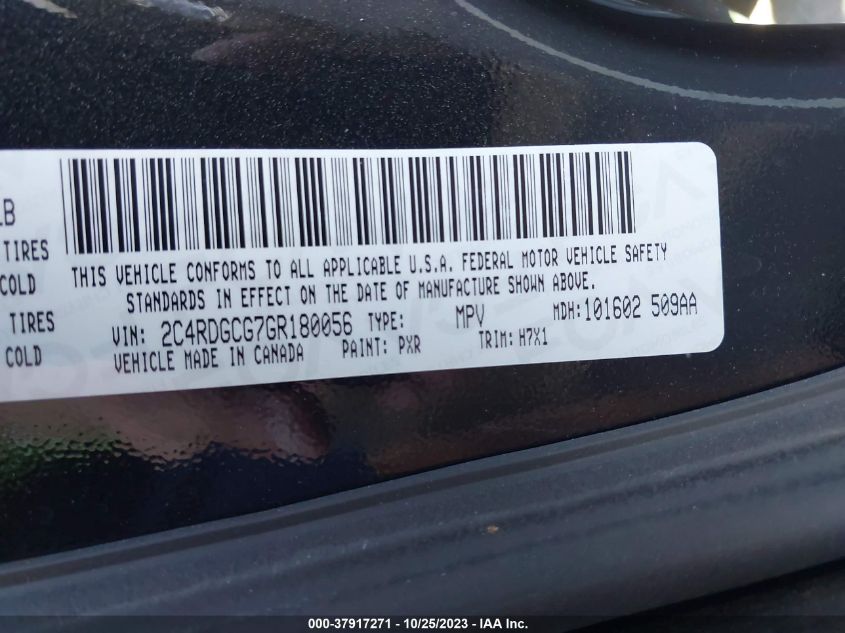 LB
TIRES
COLD
TIRES
COLD
THIS VEHICLE CONFORMS TO ALL APPLICABLE U.S.A. FEDERAL MOTOR VEHICLE SAFETY
STANDARDS IN EFFECT ON THE DATE OF MANUFACTURE SHOWN ABOVE.
VIN: 2C4RDGCG7GR180056 TYPE: MPV MDH:101602 509AA
VEHICLE MADE IN CANADA PAINT: PXR TRIM: H7X1
000-37917271 - 10/25/2023 - IAA Inc.